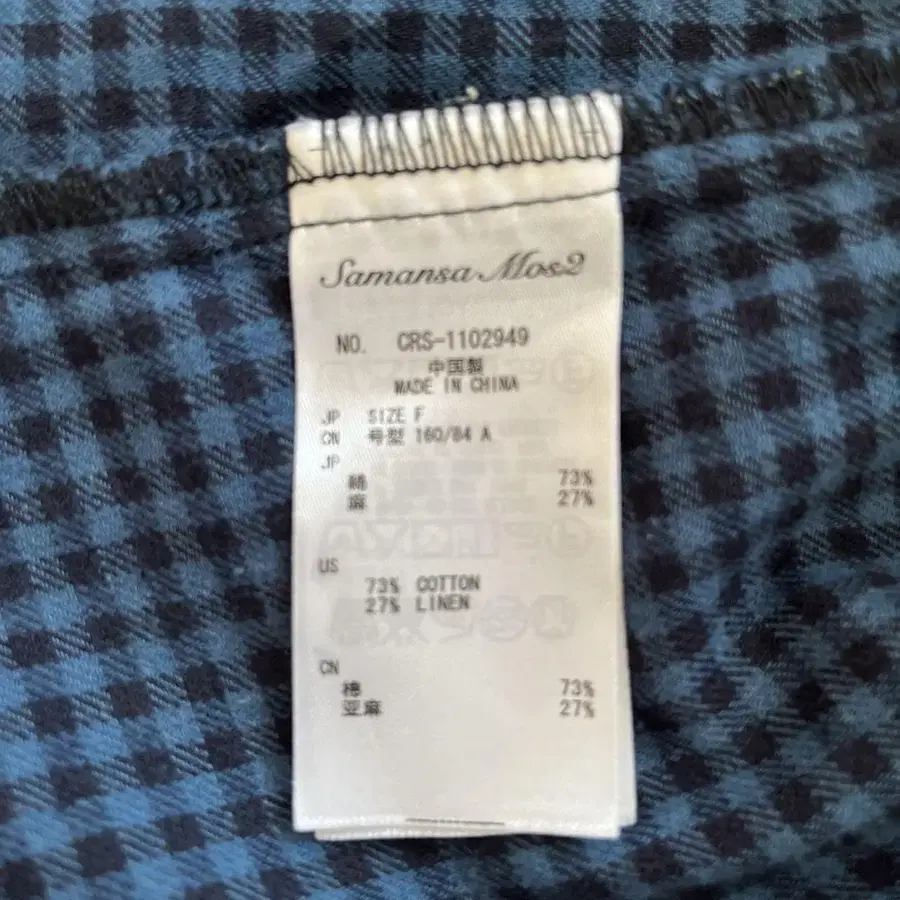 Samansa Mos2
NO. CRS-1102949
中国製
MADE IN CHINA
JP SIZE F
CN 号型 160/84 A
JP
綿 73%
麻 27%
US
73% COTTON
27% LINEN
CN
棉 73%
亚麻 27%